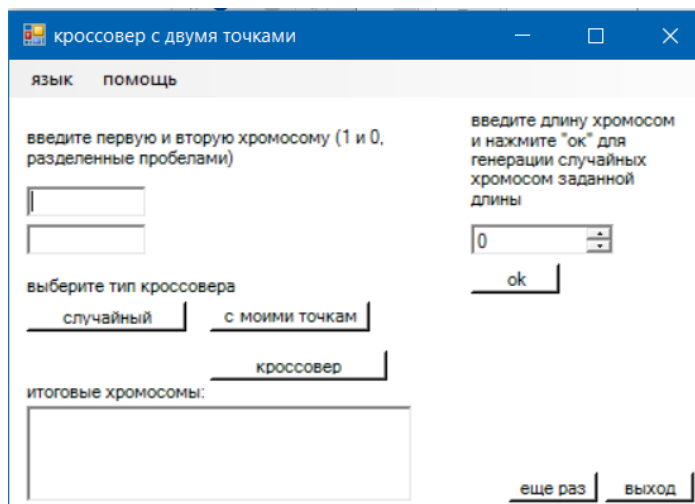 кроссовер с двумя точками
язык помощь
введите первую и вторую хромосому (1 и 0,
разделенные пробелами)
введите длину хромосом
и нажмите "ок" для
генерации случайных
хромосом заданной
длины
0
ok
выберите тип кроссовера
случайный с моими точкам
кроссовер
итоговые хромосомы:
еще раз выход